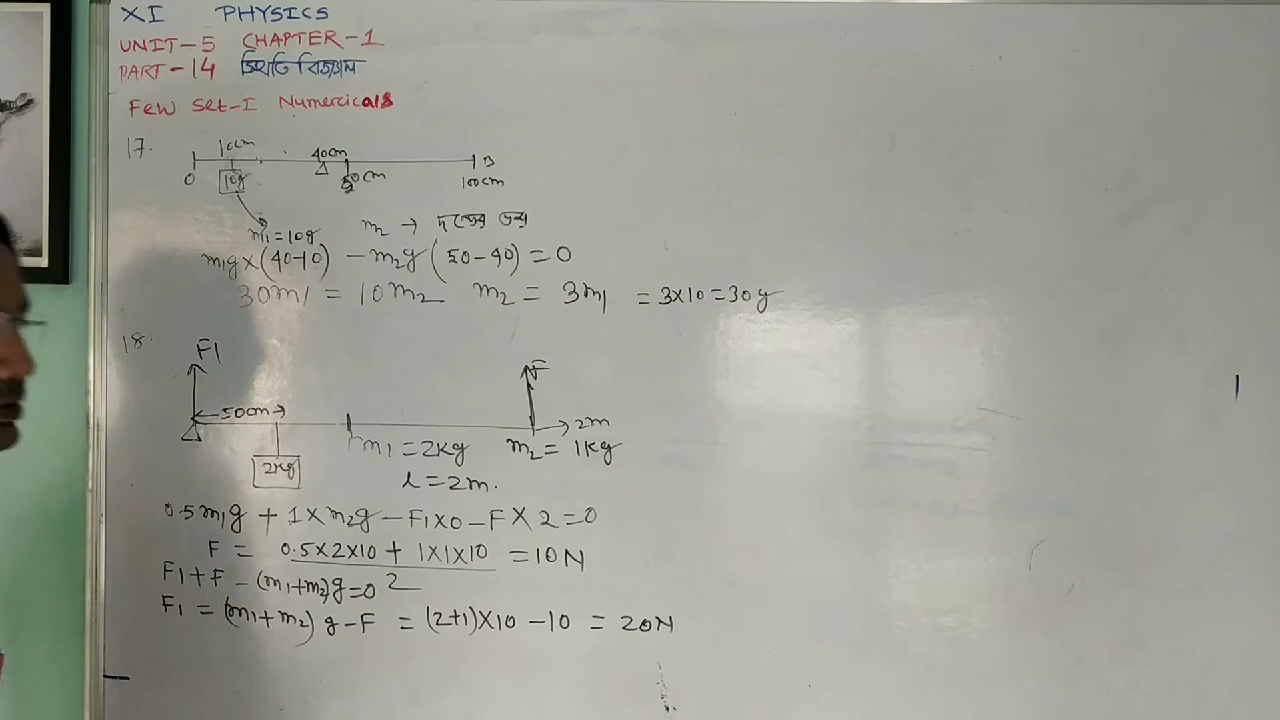 XI PHYSICS
UNIT-5 CHAPTER-1
PART-14 স্থিতি বিজ্ঞান
Few Set-I Numercicals
17.
10cm
40cm
B
0
10g
50cm
100cm
m1=10g
m2 → দন্ডের ভর
m1g×(40-10) - m2g(50-40) = 0
30m1 = 10m2 m2 = 3m1 = 3×10 = 30g
18.
F1
F
50cm
2m
2kg
m1 = 2kg m2 = 1kg
l = 2m.
0.5m1g + 1×m2g - F1×0 - F×2 = 0
F = 0.5×2×10 + 1×1×10 = 10N
2
F1+F - (m1+m2)g = 0
F1 = (m1+m2)g - F = (2+1)×10 - 10 = 20N